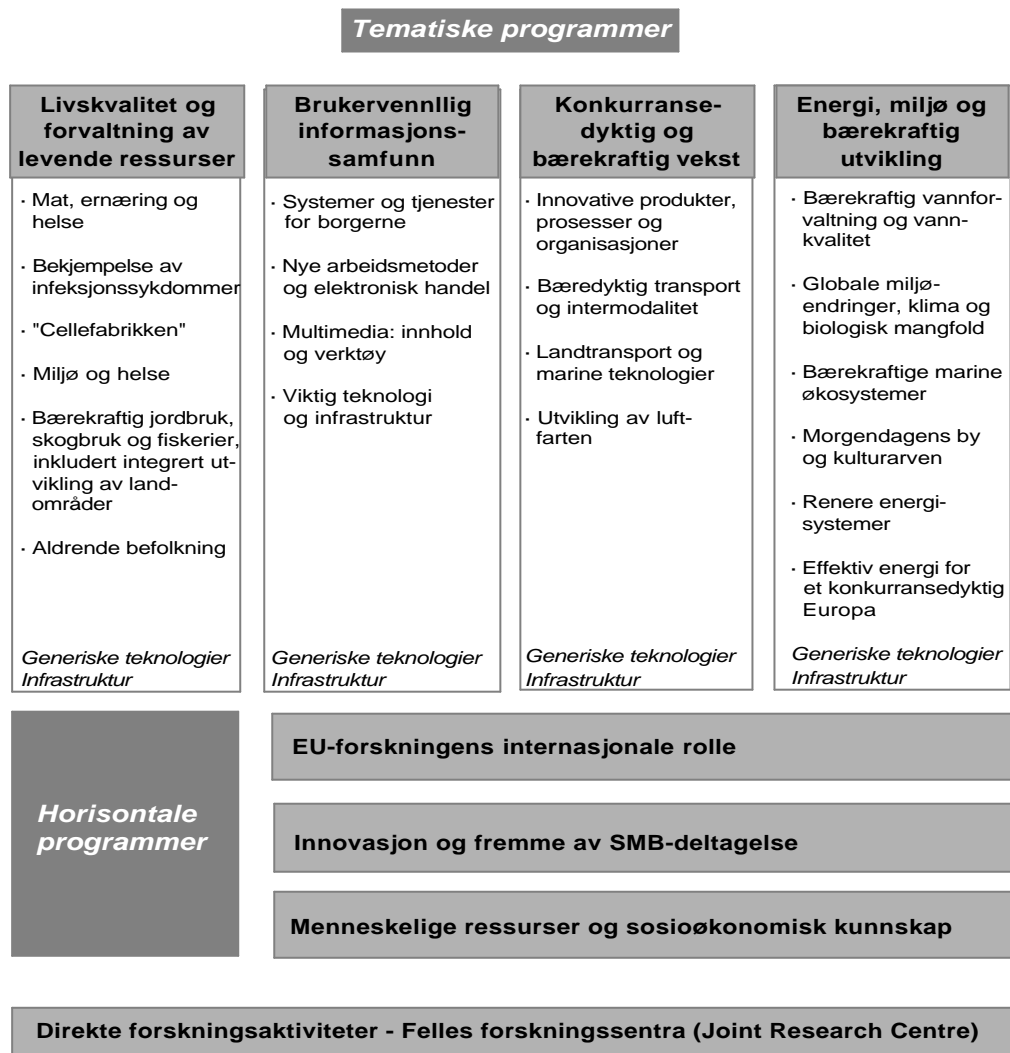 Tematiske programmer
Livskvalitet og
forvaltning av
levende ressurser
· Mat, ernæring og
helse
· Bekjempelse av
infeksjonssykdommer
· "Cellefabrikken"
· Miljø og helse
· Bærekraftig jordbruk,
skogbruk og fiskerier,
inkludert integrert ut-
vikling av land-
områder
· Aldrende befolkning
Generiske teknologier
Infrastruktur
Brukervennllig
informasjons-
samfunn
· Systemer og tjenester
for borgerne
· Nye arbeidsmetoder
og elektronisk handel
· Multimedia: innhold
og verktøy
· Viktig teknologi
og infrastruktur
Generiske teknologier
Infrastruktur
Konkurranse-
dyktig og
bærekraftig vekst
· Innovative produkter,
prosesser og
organisasjoner
· Bæredyktig transport
og intermodalitet
· Landtransport og
marine teknologier
· Utvikling av luft-
farten
Generiske teknologier
Infrastruktur
Energi, miljø og
bærekraftig
utvikling
· Bærekraftig vannfor-
valtning og vann-
kvalitet
· Globale miljø-
endringer, klima og
biologisk mangfold
· Bærekraftige marine
økosystemer
· Morgendagens by
og kulturarven
· Renere energi-
systemer
· Effektiv energi for
et konkurransedyktig
Europa
Generiske teknologier
Infrastruktur
Horisontale
programmer
EU-forskningens internasjonale rolle
Innovasjon og fremme av SMB-deltagelse
Menneskelige ressurser og sosioøkonomisk kunnskap
Direkte forskningsaktiviteter - Felles forskningssentra (Joint Research Centre)